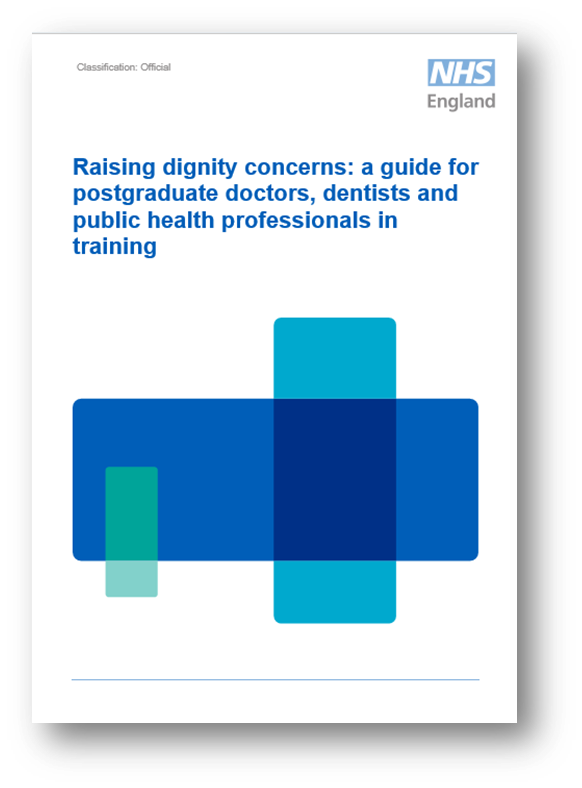 Classification: Official
NHS
England
Raising dignity concerns: a guide for
postgraduate doctors, dentists and
public health professionals in
training